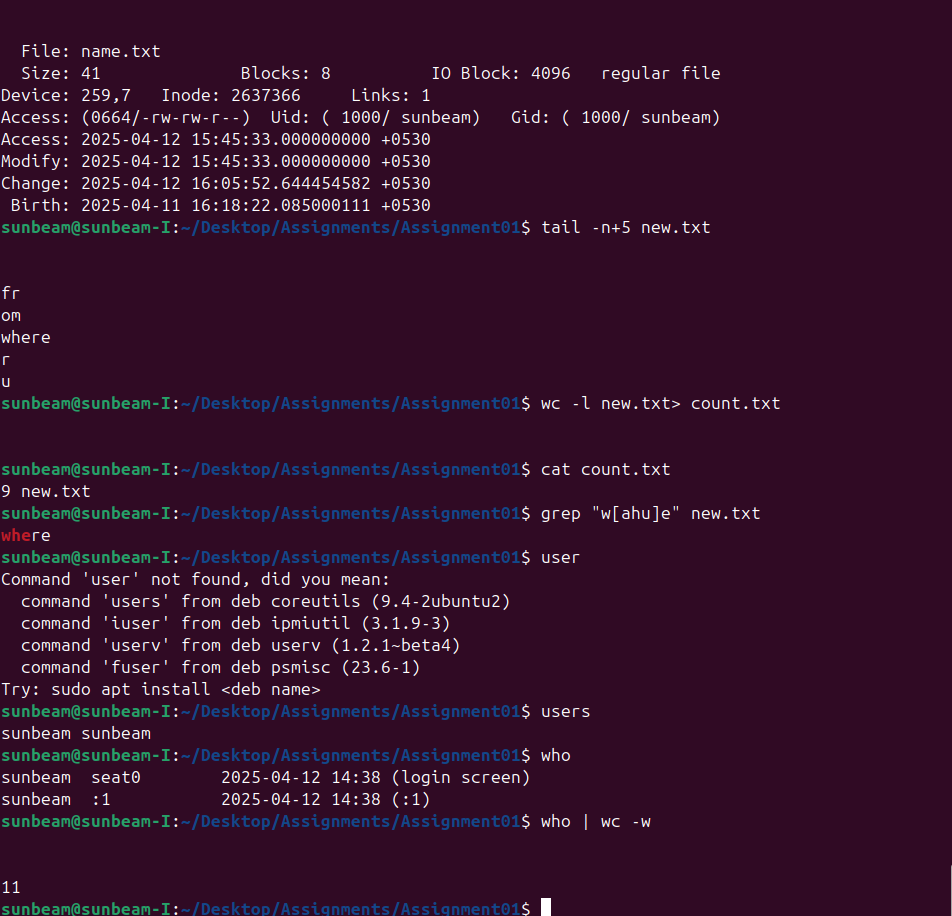 File: name.txt
  Size: 41              Blocks: 8          IO Block: 4096   regular file
Device: 259,7   Inode: 2637366     Links: 1
Access: (0664/-rw-rw-r--)  Uid: ( 1000/ sunbeam)   Gid: ( 1000/ sunbeam)
Access: 2025-04-12 15:45:33.000000000 +0530
Modify: 2025-04-12 15:45:33.000000000 +0530
Change: 2025-04-12 16:05:52.644454582 +0530
 Birth: 2025-04-11 16:18:22.085000111 +0530
sunbeam@sunbeam-I:~/Desktop/Assignments/Assignment01$ tail -n+5 new.txt
fr
om
where
r
u
sunbeam@sunbeam-I:~/Desktop/Assignments/Assignment01$ wc -l new.txt> count.txt
sunbeam@sunbeam-I:~/Desktop/Assignments/Assignment01$ cat count.txt
9 new.txt
sunbeam@sunbeam-I:~/Desktop/Assignments/Assignment01$ grep "w[ahu]e" new.txt
where
sunbeam@sunbeam-I:~/Desktop/Assignments/Assignment01$ user
Command 'user' not found, did you mean:
  command 'users' from deb coreutils (9.4-2ubuntu2)
  command 'iuser' from deb ipmiutil (3.1.9-3)
  command 'userv' from deb userv (1.2.1~beta4)
  command 'fuser' from deb psmisc (23.6-1)
Try: sudo apt install <deb name>
sunbeam@sunbeam-I:~/Desktop/Assignments/Assignment01$ users
sunbeam sunbeam
sunbeam@sunbeam-I:~/Desktop/Assignments/Assignment01$ who
sunbeam  seat0        2025-04-12 14:38 (login screen)
sunbeam  :1           2025-04-12 14:38 (:1)
sunbeam@sunbeam-I:~/Desktop/Assignments/Assignment01$ who | wc -w
11
sunbeam@sunbeam-I:~/Desktop/Assignments/Assignment01$